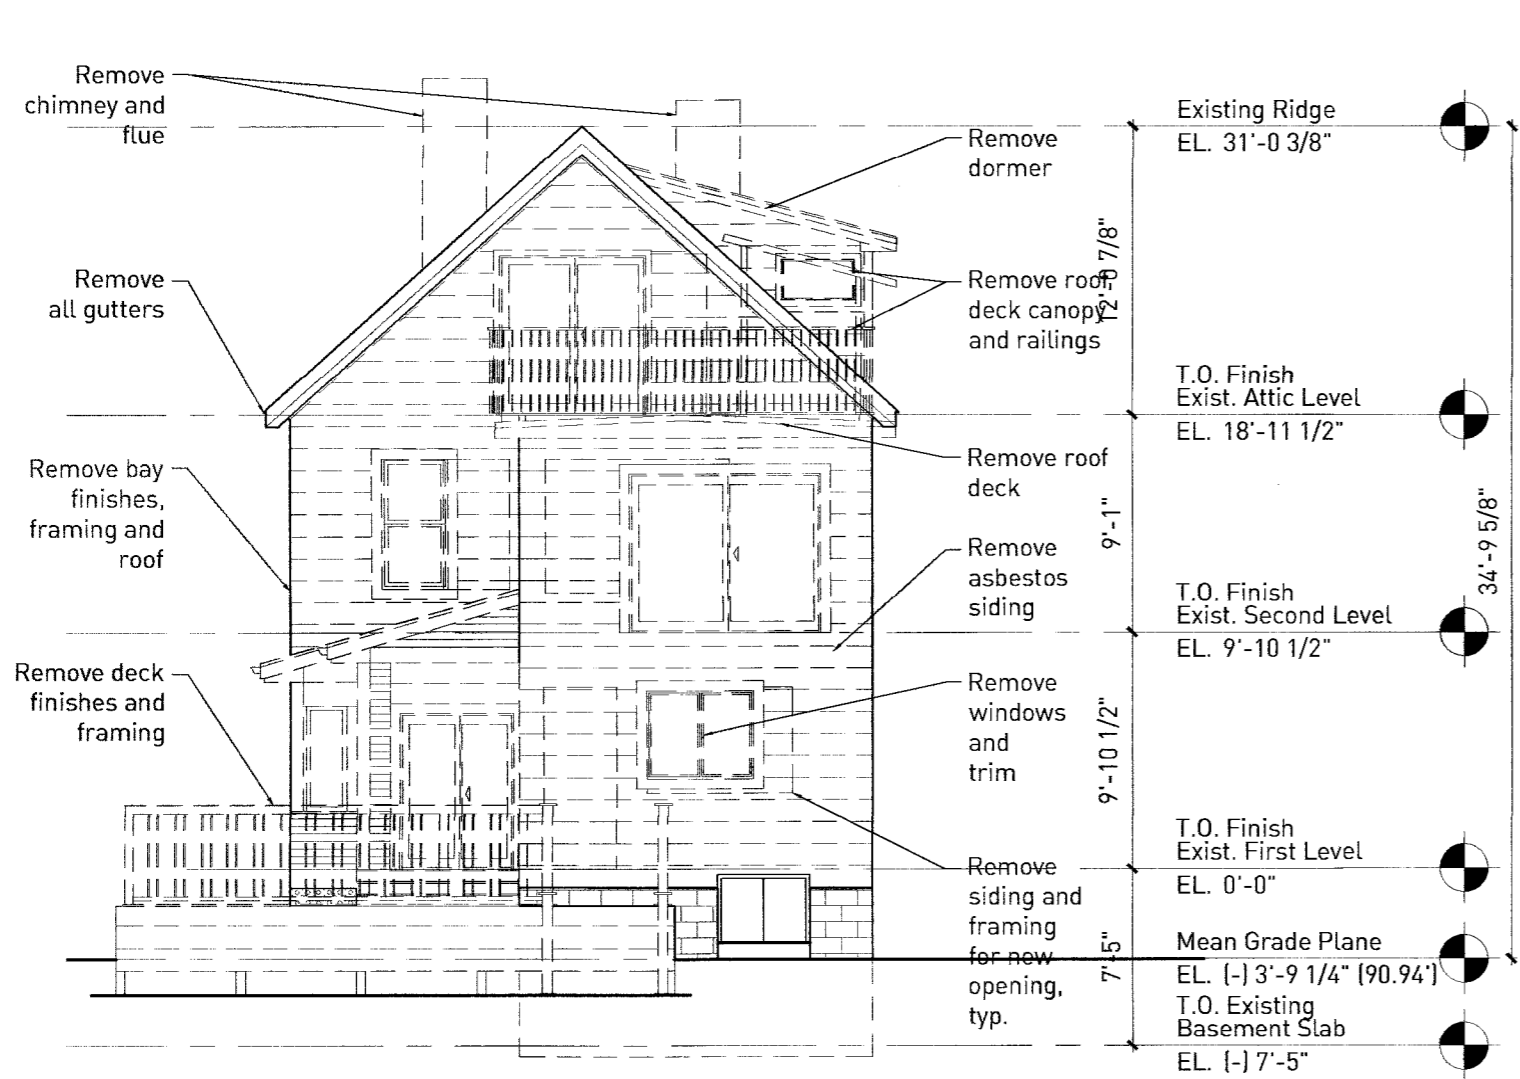 Remove
chimney and
flue
Remove
all gutters
Remove bay
finishes,
framing and
roof
Remove deck
finishes and
framing
Remove
dormer
Remove roof
deck canopy
and railings
Remove roof
deck
Remove
asbestos
siding
Remove
windows
and
trim
Remove
siding and
framing
for new
opening,
typ.
12'-0 7/8"
9'-1"
9'-10 1/2"
7'-5"
Existing Ridge
EL. 31'-0 3/8"
T.O. Finish
Exist. Attic Level
EL. 18'-11 1/2"
T.O. Finish
Exist. Second Level
EL. 9'-10 1/2"
T.O. Finish
Exist. First Level
EL. 0'-0"
Mean Grade Plane
EL. (-) 3'-9 1/4" (90.94')
T.O. Existing
Basement Slab
EL. (-) 7'-5"
34'-9 5/8"